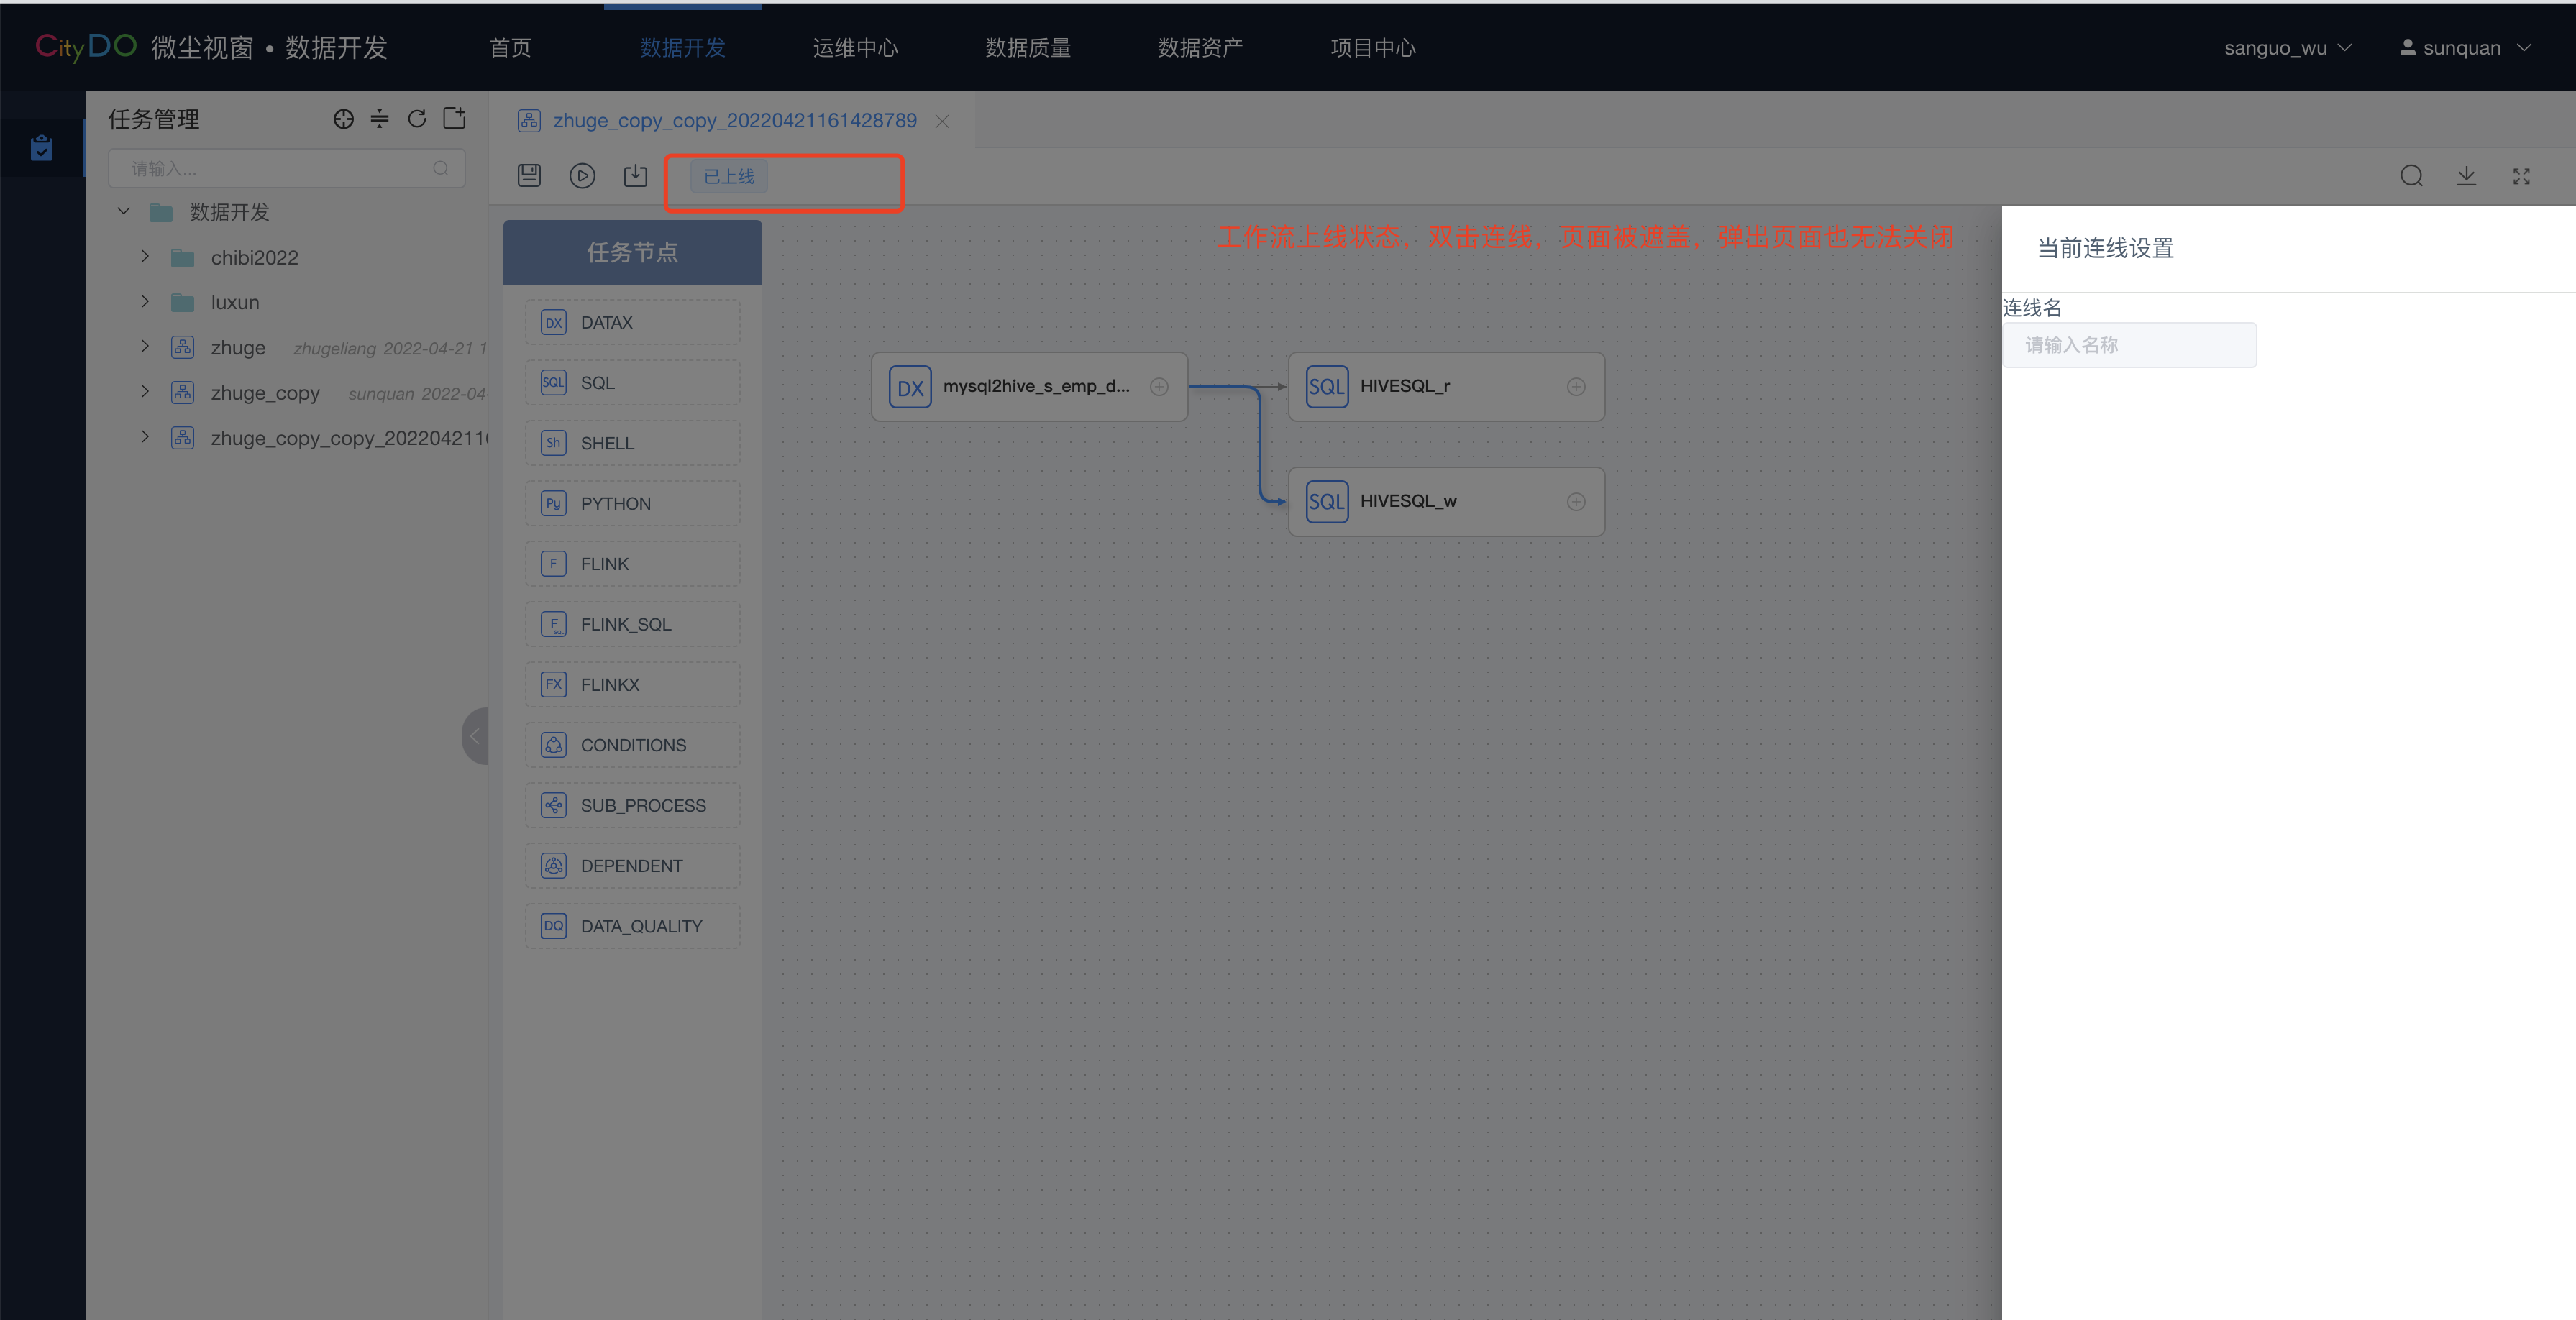 CityDO 微尘视窗 • 数据开发 首页 数据开发 运维中心 数据质量 数据资产 项目中心 sanguo_wu sunquan
任务管理
请输入...
数据开发
chibi2022
luxun
zhuge zhugeliang 2022-04-21 1
zhuge_copy sunquan 2022-04-
zhuge_copy_copy_2022042116
zhuge_copy_copy_20220421161428789
已上线
任务节点
DX DATAX
SQL SQL
Sh SHELL
Py PYTHON
F FLINK
F SQL FLINK_SQL
FX FLINKX
CONDITIONS
SUB_PROCESS
DEPENDENT
DQ DATA_QUALITY
工作流上线状态，双击连线，页面被遮盖，弹出页面也无法关闭
DX mysql2hive_s_emp_d...
SQL HIVESQL_r
SQL HIVESQL_w
当前连线设置
连线名
请输入名称